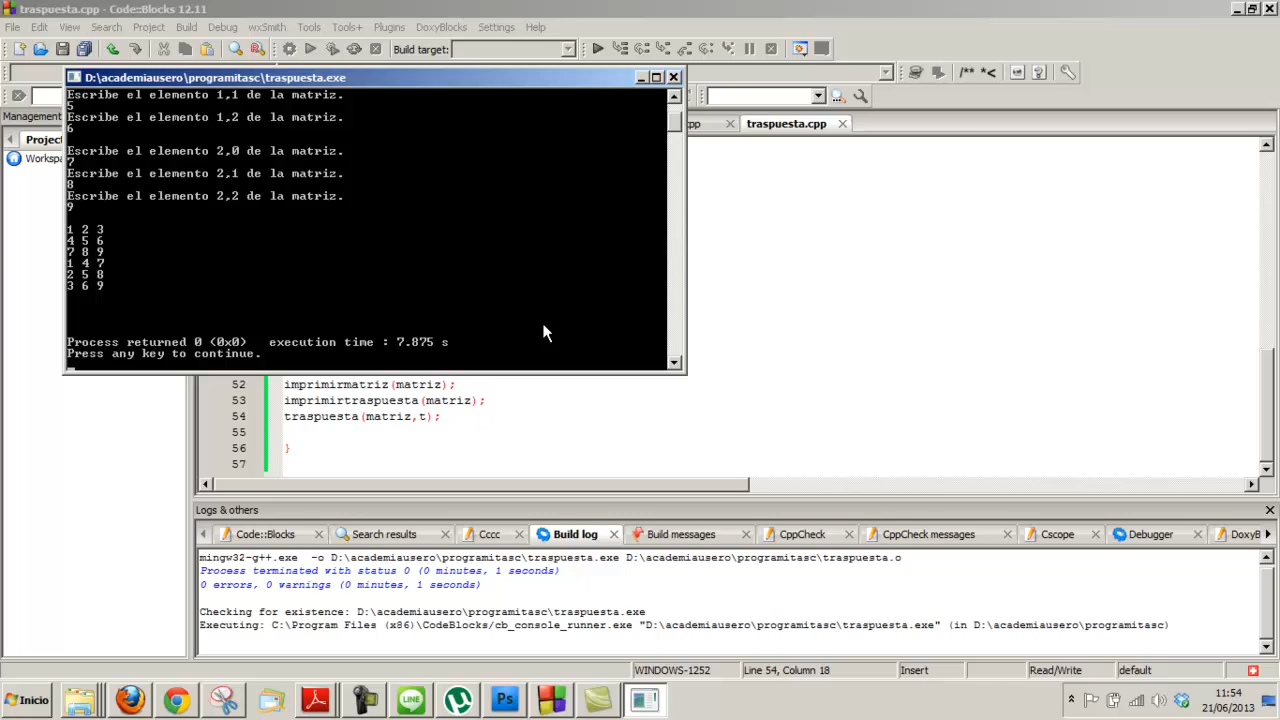 traspuesta.cpp - Code::Blocks 12.11
File Edit View Search Project Build Debug wxSmith Tools Tools+ Plugins DoxyBlocks Settings Help
Build target:
/** *<
D:\academiausero\programitasc\traspuesta.exe
Management
Project
Workspa
cpp
traspuesta.cpp
Escribe el elemento 1,1 de la matriz.
5
Escribe el elemento 1,2 de la matriz.
6
Escribe el elemento 2,0 de la matriz.
7
Escribe el elemento 2,1 de la matriz.
8
Escribe el elemento 2,2 de la matriz.
9
1 2 3
4 5 6
7 8 9
1 4 7
2 5 8
3 6 9
Process returned 0 (0x0)   execution time : 7.875 s
Press any key to continue.
52 imprimirmatriz(matriz);
53 imprimirtraspuesta(matriz);
54 traspuesta(matriz,t);
55
56 }
57
Logs & others
Code::Blocks Search results Cccc Build log Build messages CppCheck CppCheck messages Cscope Debugger DoxyB
mingw32-g++.exe  -o D:\academiausero\programitasc\traspuesta.exe D:\academiausero\programitasc\traspuesta.o
Process terminated with status 0 (0 minutes, 1 seconds)
0 errors, 0 warnings (0 minutes, 1 seconds)
Checking for existence: D:\academiausero\programitasc\traspuesta.exe
Executing: C:\Program Files (x86)\CodeBlocks/cb_console_runner.exe "D:\academiausero\programitasc\traspuesta.exe" (in D:\academiausero\programitasc)
WINDOWS-1252 Line 54, Column 18 Insert Read/Write default
Inicio
LINE
Ps
11:54
21/06/2013